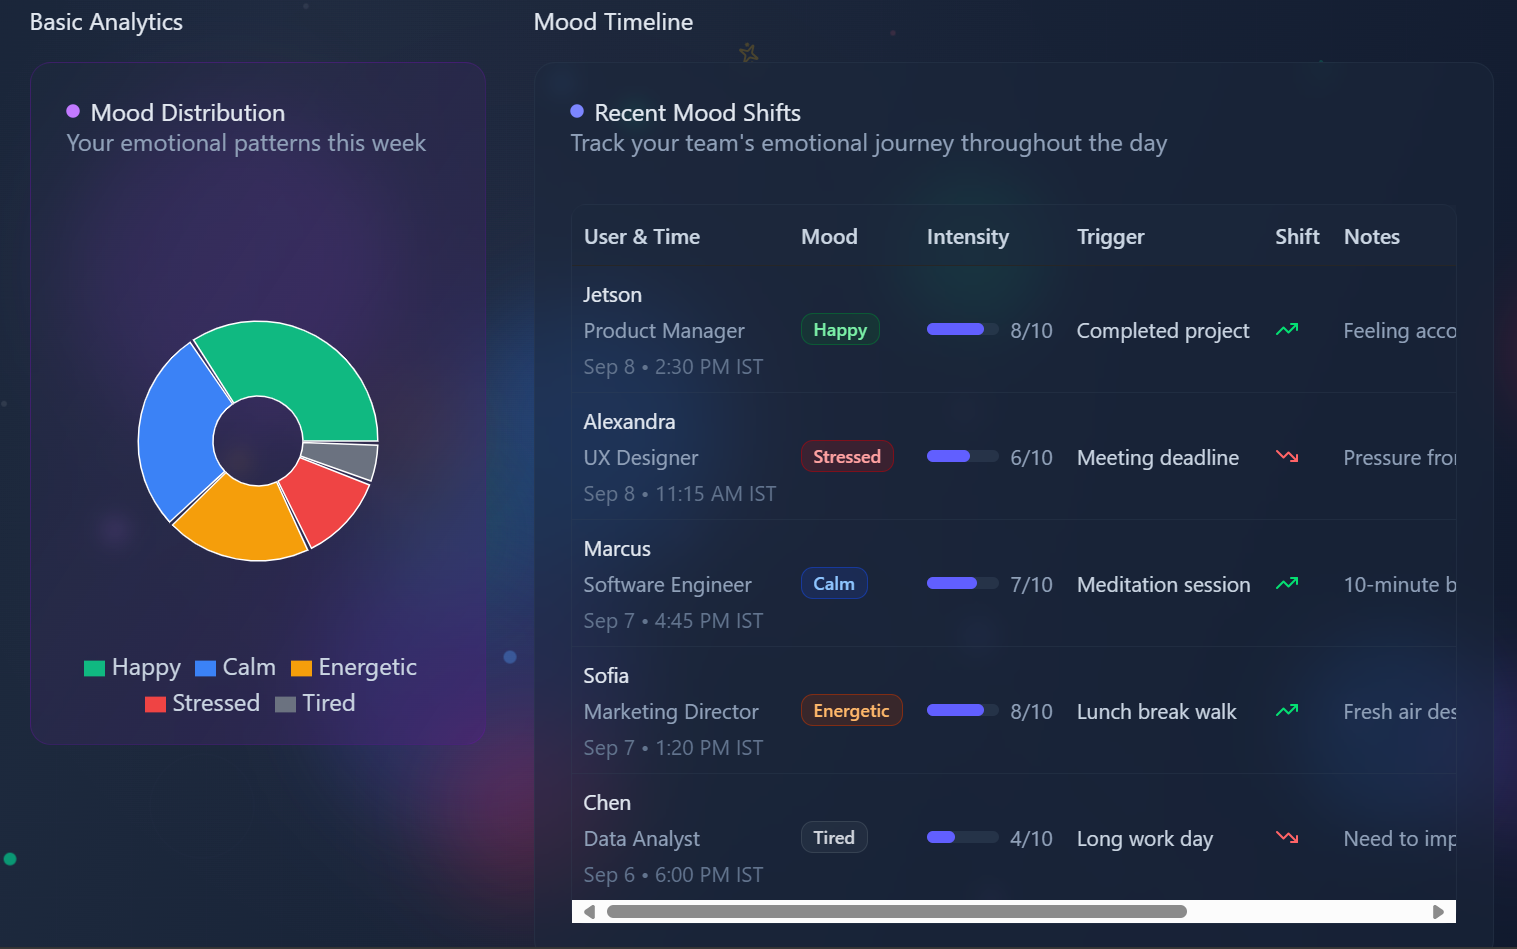 Basic Analytics
Mood Distribution
Your emotional patterns this week
Happy Calm Energetic
Stressed Tired
Mood Timeline
Recent Mood Shifts
Track your team's emotional journey throughout the day
User & Time Mood Intensity Trigger Shift Notes
Jetson
Product Manager Happy 8/10 Completed project Feeling acco
Sep 8 • 2:30 PM IST
Alexandra
UX Designer Stressed 6/10 Meeting deadline Pressure fro
Sep 8 • 11:15 AM IST
Marcus
Software Engineer Calm 7/10 Meditation session 10-minute b
Sep 7 • 4:45 PM IST
Sofia
Marketing Director Energetic 8/10 Lunch break walk Fresh air des
Sep 7 • 1:20 PM IST
Chen
Data Analyst Tired 4/10 Long work day Need to imp
Sep 6 • 6:00 PM IST